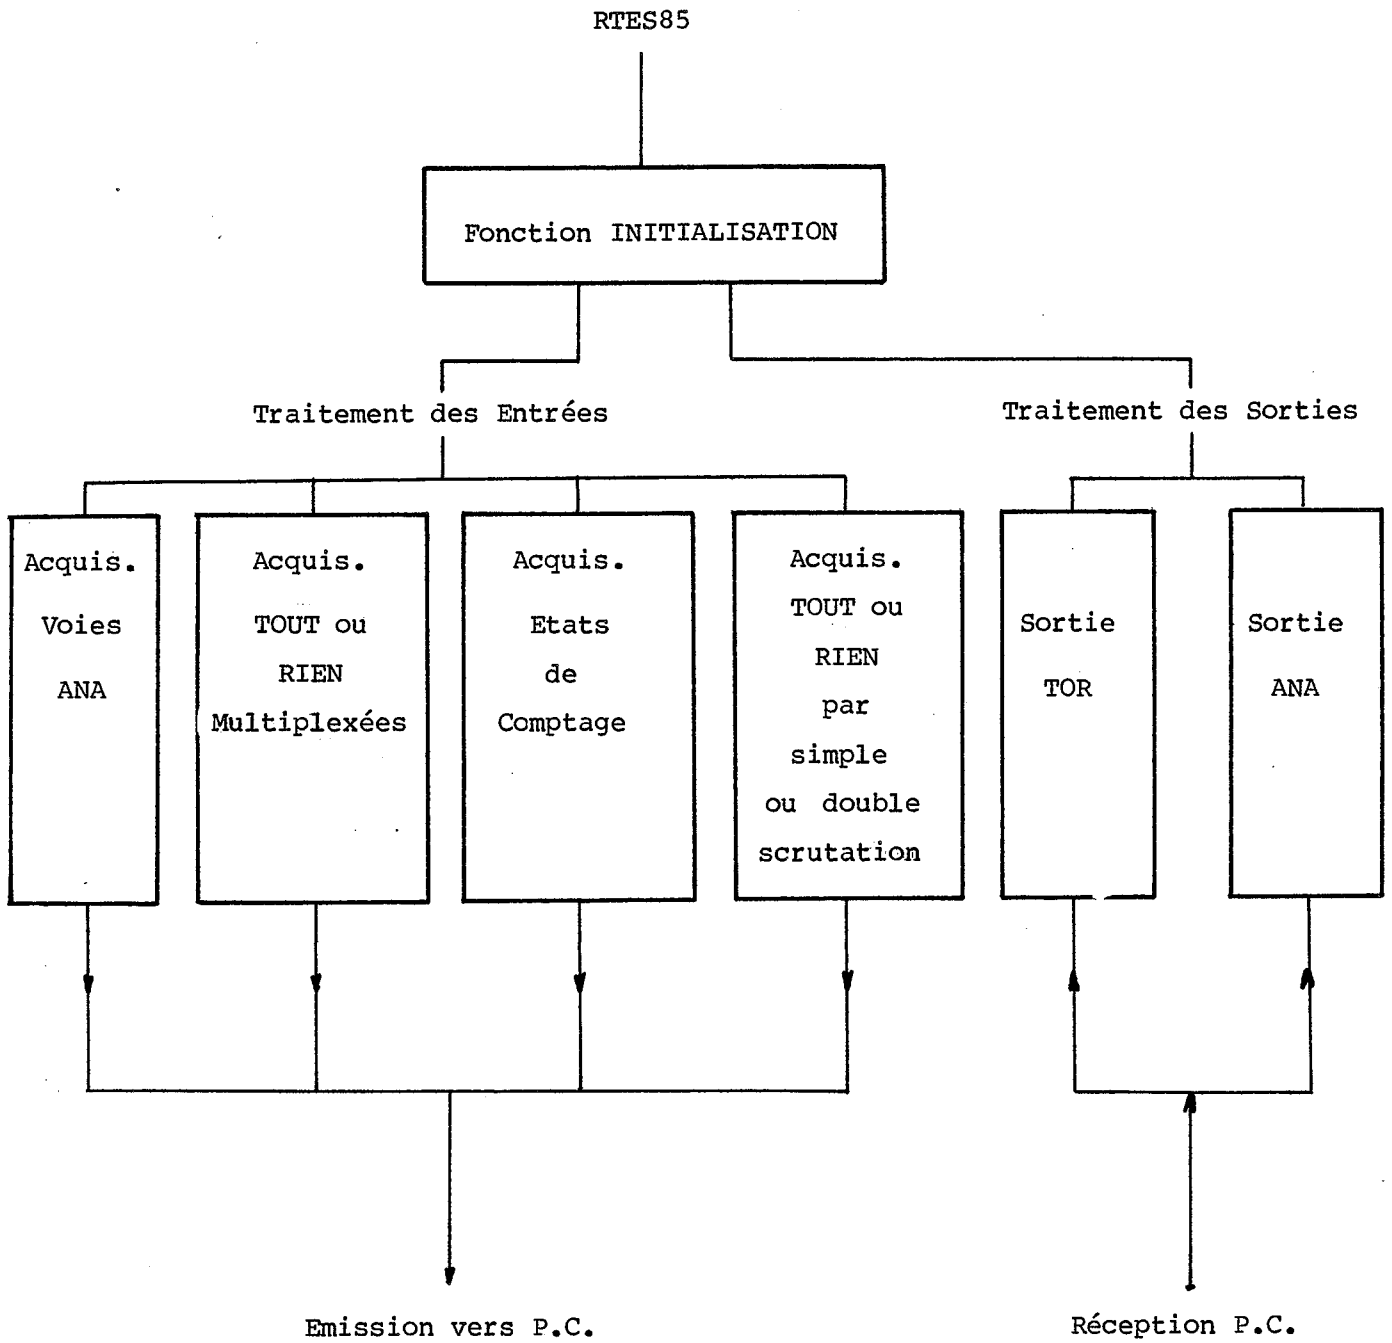 RTES85
Fonction INITIALISATION
Traitement des Entrées
Traitement des Sorties
Acquis.
Voies
ANA
Acquis.
TOUT ou
RIEN
Multiplexées
Acquis.
Etats
de
Comptage
Acquis.
TOUT ou
RIEN
par
simple
ou double
scrutation
Sortie
TOR
Sortie
ANA
Emission vers P.C.
Réception P.C.